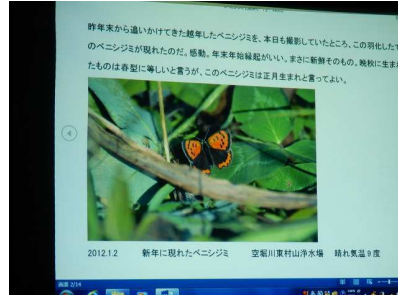 昨年末から追いかけてきた越年したベニシジミを、本日も撮影していたところ、この羽化した
のベニシジミが現れたのだ。感動。年末年始縁起がいい。まさに新鮮そのもの。晩秋に生ま
たものは春型に等しいと言うが、このベニシジミは正月生まれと言ってよい。
2012.1.2 新年に現れたベニシジミ 空堀川東村山浄水場 晴れ気温9度
画面 2/14